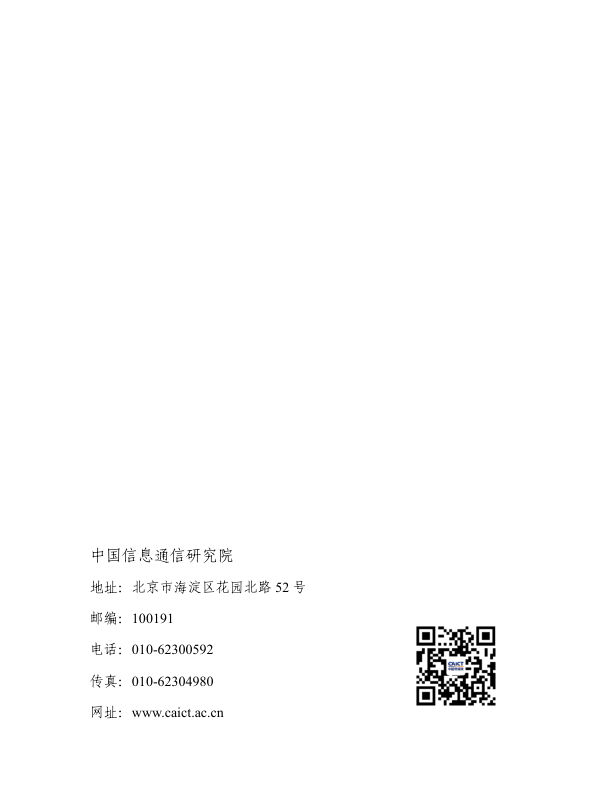 中国信息通信研究院
地址：北京市海淀区花园北路 52 号
邮编：100191
电话：010-62300592
传真：010-62304980
网址：www.caict.ac.cn
CAICT